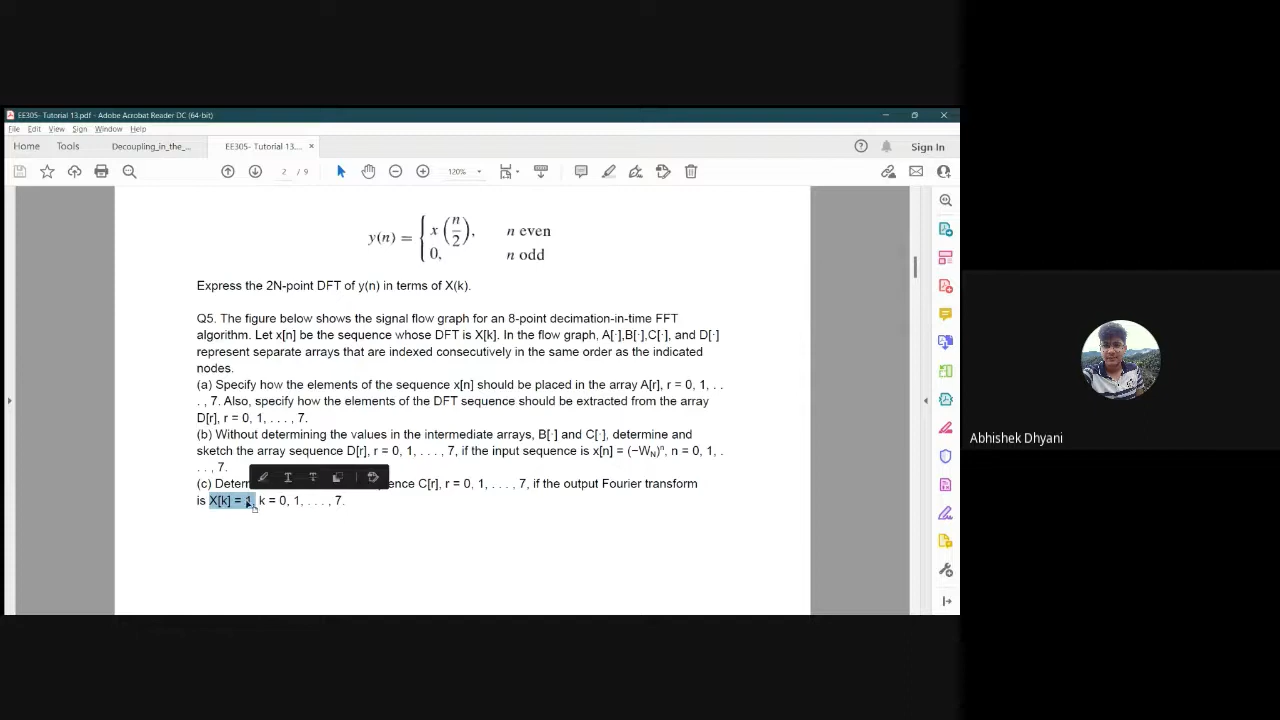 EE305- Tutorial 13.pdf - Adobe Acrobat Reader DC (64-bit)
File Edit View Sign Window Help
Home Tools Decoupling_in_the_... EE305- Tutorial 13.... × Sign In
2 / 9 120%
y(n) = { x (n/2), n even
0, n odd
Express the 2N-point DFT of y(n) in terms of X(k).
Q5. The figure below shows the signal flow graph for an 8-point decimation-in-time FFT
algorithm. Let x[n] be the sequence whose DFT is X[k]. In the flow graph, A[·],B[·],C[·], and D[·]
represent separate arrays that are indexed consecutively in the same order as the indicated
nodes.
(a) Specify how the elements of the sequence x[n] should be placed in the array A[r], r = 0, 1, . .
. , 7. Also, specify how the elements of the DFT sequence should be extracted from the array
D[r], r = 0, 1, . . . , 7.
(b) Without determining the values in the intermediate arrays, B[·] and C[·], determine and
sketch the array sequence D[r], r = 0, 1, . . . , 7, if the input sequence is x[n] = (−W_N)^n, n = 0, 1, .
. . , 7.
(c) Deter ence C[r], r = 0, 1, . . . , 7, if the output Fourier transform
is X[k] = 1, k = 0, 1, . . . , 7.
Abhishek Dhyani